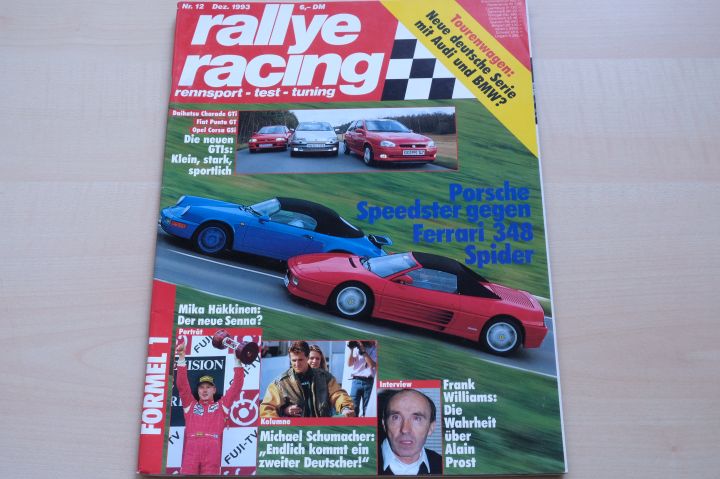 Nr. 12 Dez. 1993 6,– DM
rallye
racing
rennsport - test - tuning
Tourenwagen:
Neue deutsche Serie
mit Audi und BMW?
Daihatsu Charade GTi
Fiat Punto GT
Opel Corsa GSi
Die neuen
GTIs:
Klein, stark,
sportlich
Porsche
Speedster gegen
Ferrari 348
Spider
FORMEL 1
Mika Häkkinen:
Der neue Senna?
Porträt
FUJI-TV
Kolumne
Michael Schumacher:
„Endlich kommt ein
zweiter Deutscher!“
Interview
Frank
Williams:
Die
Wahrheit
über
Alain
Prost